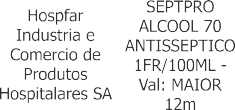 Hospfar
Industria e
Comercio de
Produtos
Hospitalares SA
SEPTPRO
ALCOOL 70
ANTISSEPTICO
1FR/100ML -
Val: MAIOR
12m